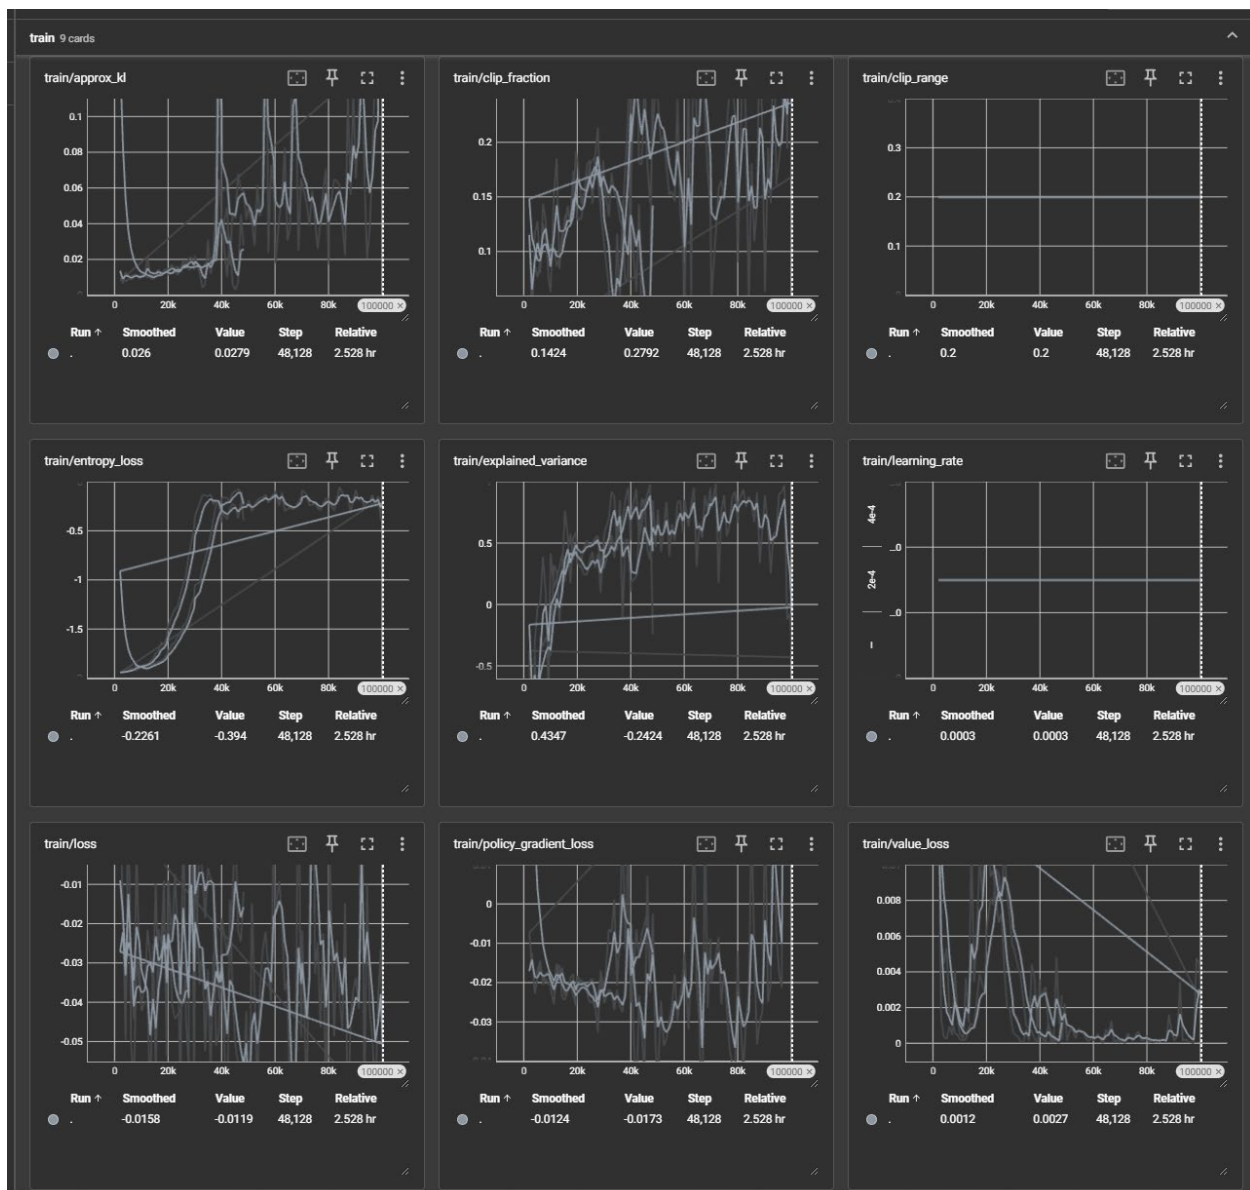 train 9 cards
train/approx_kl
0.1
0.08
0.06
0.04
0.02
0 20k 40k 60k 80k 100000 ×
Run ↑ Smoothed Value Step Relative
. 0.026 0.0279 48,128 2.528 hr
train/clip_fraction
0.2
0.15
0.1
0 20k 40k 60k 80k 100000 ×
Run ↑ Smoothed Value Step Relative
. 0.1424 0.2792 48,128 2.528 hr
train/clip_range
0.3
0.2
0.1
0 20k 40k 60k 80k 100000 ×
Run ↑ Smoothed Value Step Relative
. 0.2 0.2 48,128 2.528 hr
train/entropy_loss
-0.5
-1
-1.5
0 20k 40k 60k 80k 100000 ×
Run ↑ Smoothed Value Step Relative
. -0.2261 -0.394 48,128 2.528 hr
train/explained_variance
0.5
0
-0.5
0 20k 40k 60k 80k 100000 ×
Run ↑ Smoothed Value Step Relative
. 0.4347 -0.2424 48,128 2.528 hr
train/learning_rate
4e-4
...0
2e-4
...0
0 20k 40k 60k 80k 100000 ×
Run ↑ Smoothed Value Step Relative
. 0.0003 0.0003 48,128 2.528 hr
train/loss
-0.01
-0.02
-0.03
-0.04
-0.05
0 20k 40k 60k 80k 100000 ×
Run ↑ Smoothed Value Step Relative
. -0.0158 -0.0119 48,128 2.528 hr
train/policy_gradient_loss
0
-0.01
-0.02
-0.03
0 20k 40k 60k 80k 100000 ×
Run ↑ Smoothed Value Step Relative
. -0.0124 -0.0173 48,128 2.528 hr
train/value_loss
0.008
0.006
0.004
0.002
0
0 20k 40k 60k 80k 100000 ×
Run ↑ Smoothed Value Step Relative
. 0.0012 0.0027 48,128 2.528 hr